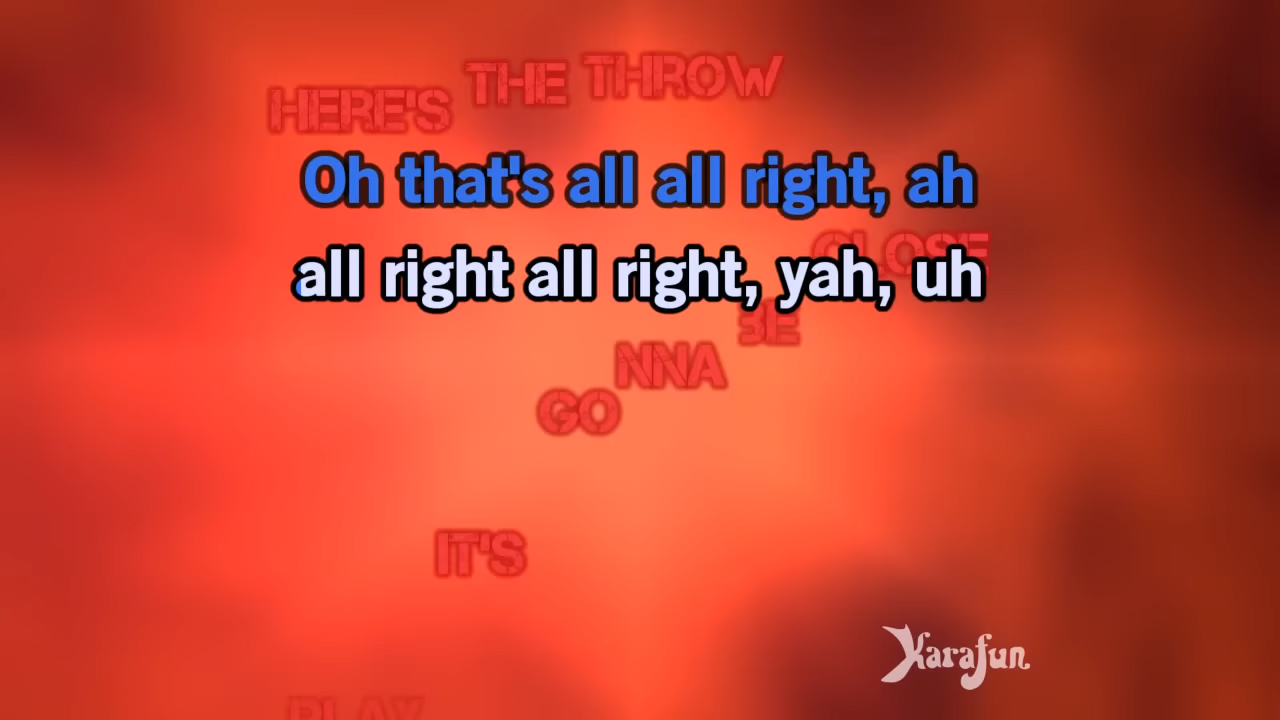 HERE'S THE THROW
Oh that's all all right, ah
CLOSE
all right all right, yah, uh
BE
NNA
GO
IT'S
Karafun
PLAY